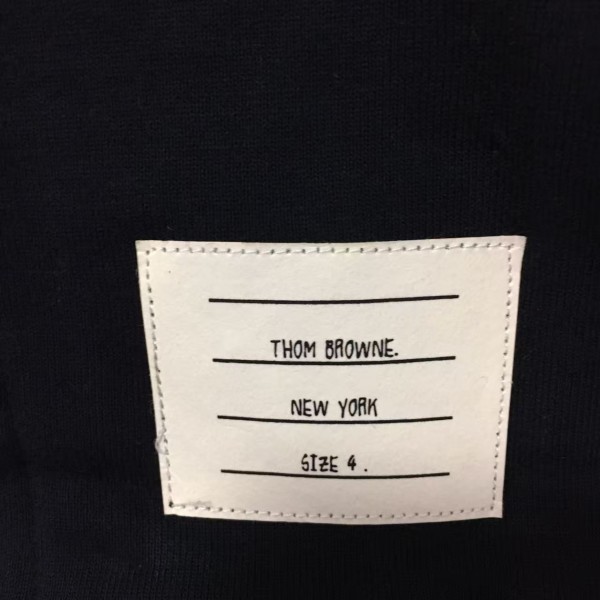 THOM BROWNE.
NEW YORK
SIZE 4 .